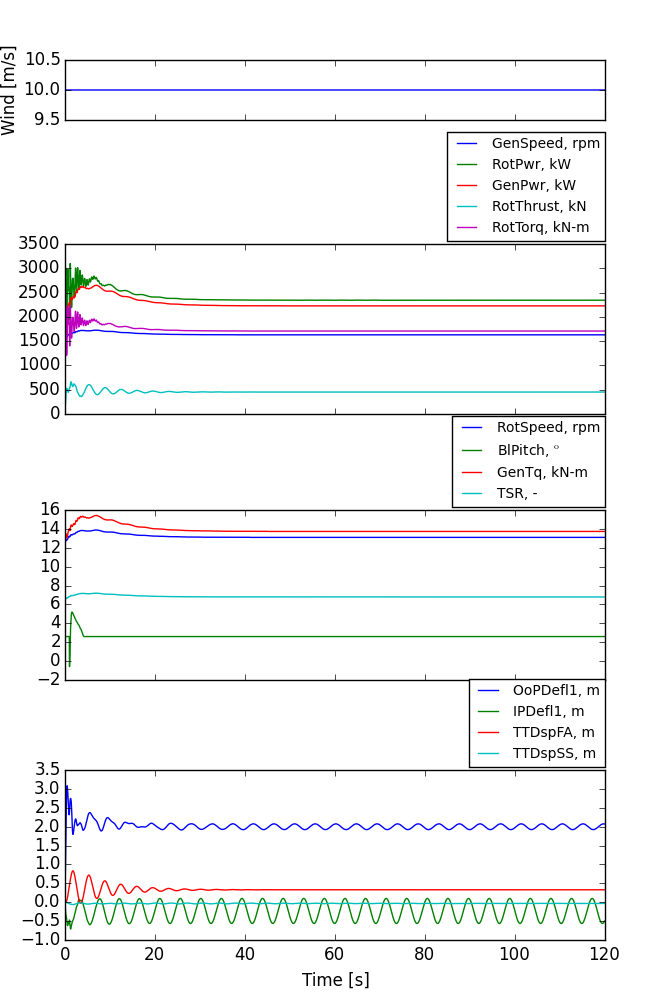 Wind [m/s]
10.5
10.0
9.5
GenSpeed, rpm
RotPwr, kW
GenPwr, kW
RotThrust, kN
RotTorq, kN-m
3500
3000
2500
2000
1500
1000
500
0
RotSpeed, rpm
BlPitch, °
GenTq, kN-m
TSR, -
16
14
12
10
8
6
4
2
0
−2
OoPDefl1, m
IPDefl1, m
TTDspFA, m
TTDspSS, m
3.5
3.0
2.5
2.0
1.5
1.0
0.5
0.0
−0.5
−1.0
0 20 40 60 80 100 120
Time [s]